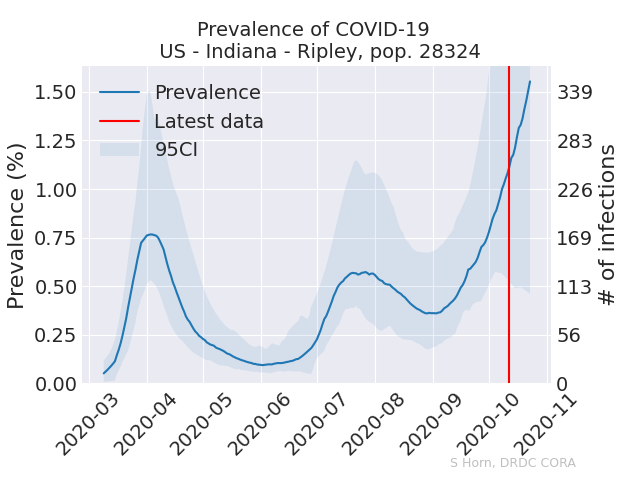 Prevalence of COVID-19
US - Indiana - Ripley, pop. 28324
Prevalence
Latest data
95CI
Prevalence (%)
1.50
1.25
1.00
0.75
0.50
0.25
0.00
339
283
226
169
113
56
0
# of infections
2020-03
2020-04
2020-05
2020-06
2020-07
2020-08
2020-09
2020-10
2020-11
S Horn, DRDC CORA